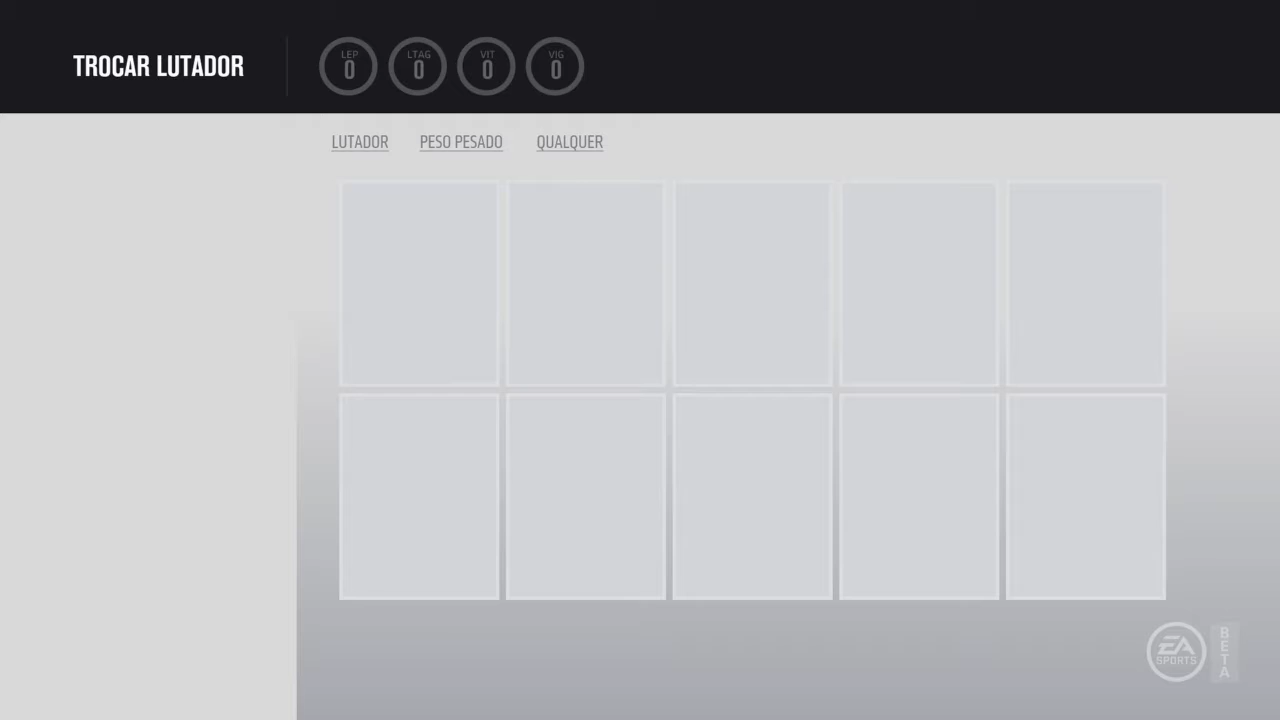 TROCAR LUTADOR
LEP LTAG VIT VIG
0 0 0 0
LUTADOR PESO PESADO QUALQUER
EA
SPORTS
BETA